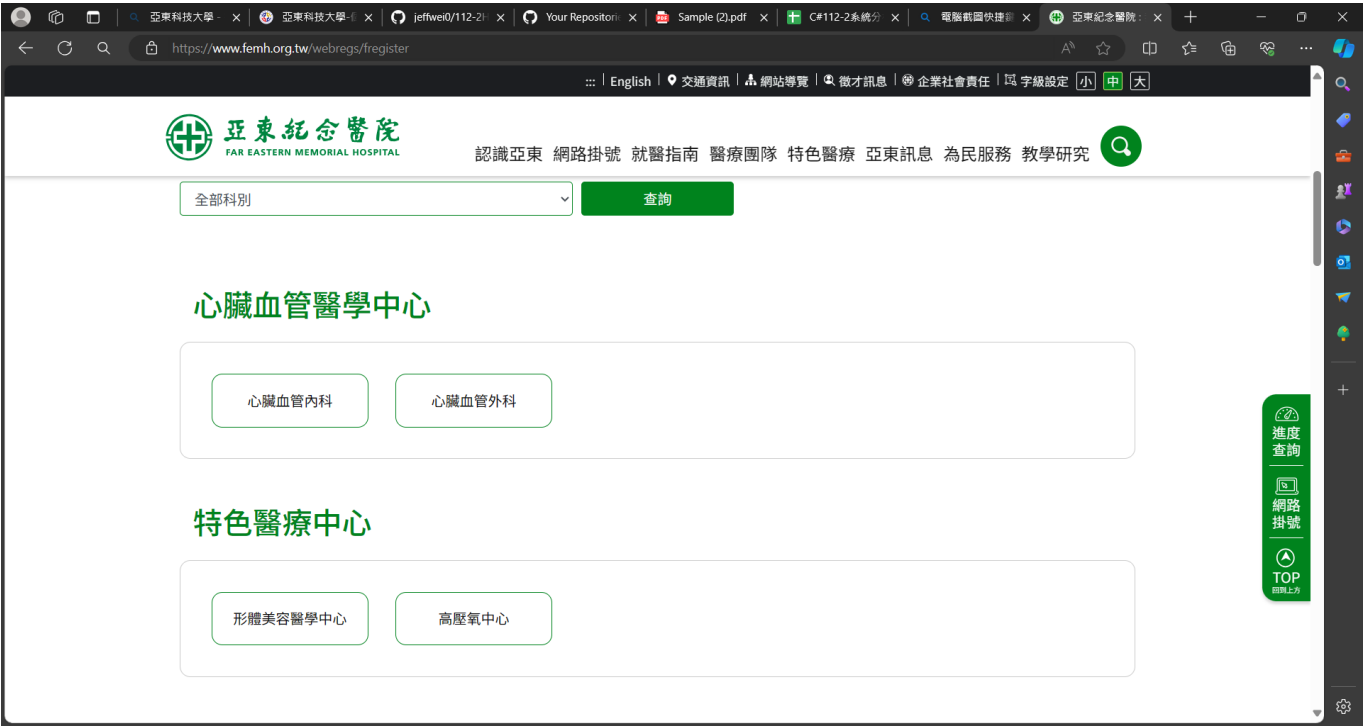 亞東科技大學 -
亞東科技大學-
jeffwei0/112-2
Your Repositori
Sample (2).pdf
C#112-2系統分
電腦截圖快捷
亞東紀念醫院:
https://www.femh.org.tw/webregs/fregister
::: | English | 交通資訊 | 網站導覽 | 徵才訊息 | 企業社會責任 | 字級設定 小 中 大
亞東紀念醫院
FAR EASTERN MEMORIAL HOSPITAL
認識亞東 網路掛號 就醫指南 醫療團隊 特色醫療 亞東訊息 為民服務 教學研究
全部科別
查詢
心臟血管醫學中心
心臟血管內科
心臟血管外科
進度
查詢
網路
掛號
TOP
回到上方
特色醫療中心
形體美容醫學中心
高壓氧中心